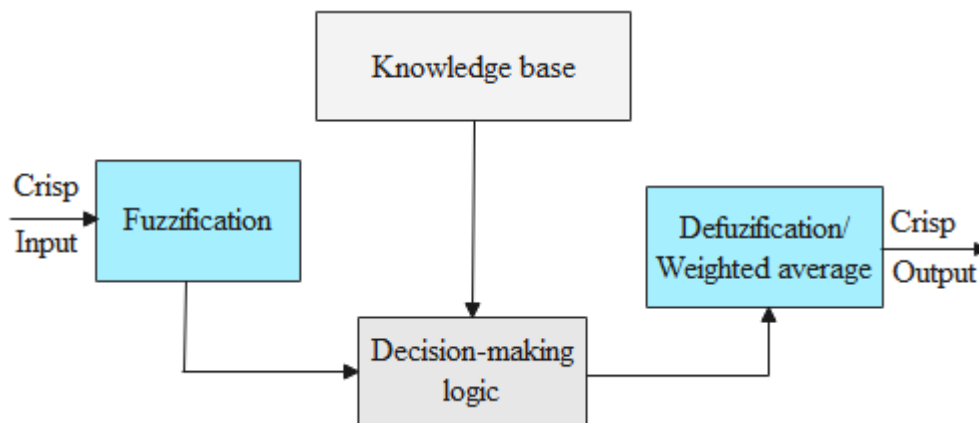 Knowledge base
Crisp
Input
Fuzzification
Decision-making
logic
Defuzification/
Weighted average
Crisp
Output